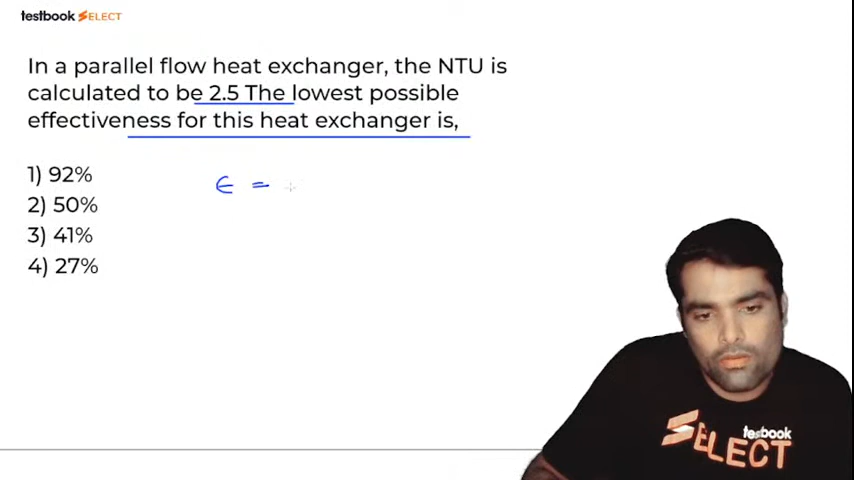 testbook SELECT
In a parallel flow heat exchanger, the NTU is
calculated to be 2.5 The lowest possible
effectiveness for this heat exchanger is,
1) 92%
2) 50%
3) 41%
4) 27%
ϵ =
testbook
SELECT